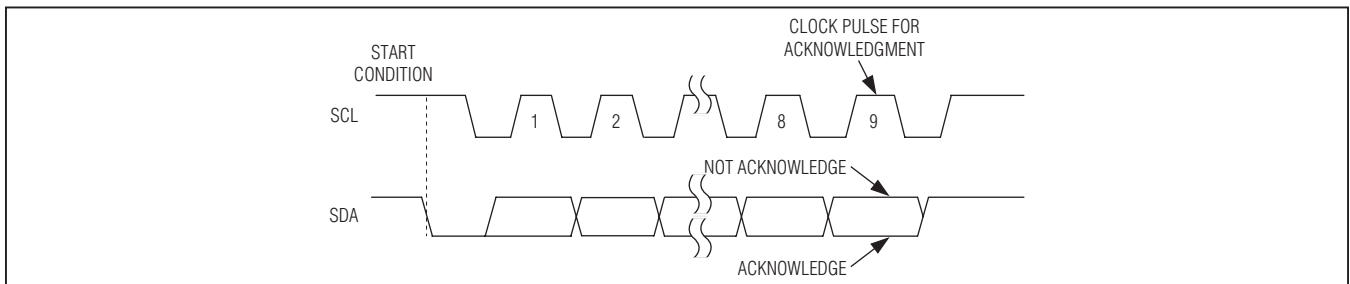 START
CONDITION
CLOCK PULSE FOR
ACKNOWLEDGMENT
SCL
1
2
8
9
NOT ACKNOWLEDGE
SDA
ACKNOWLEDGE